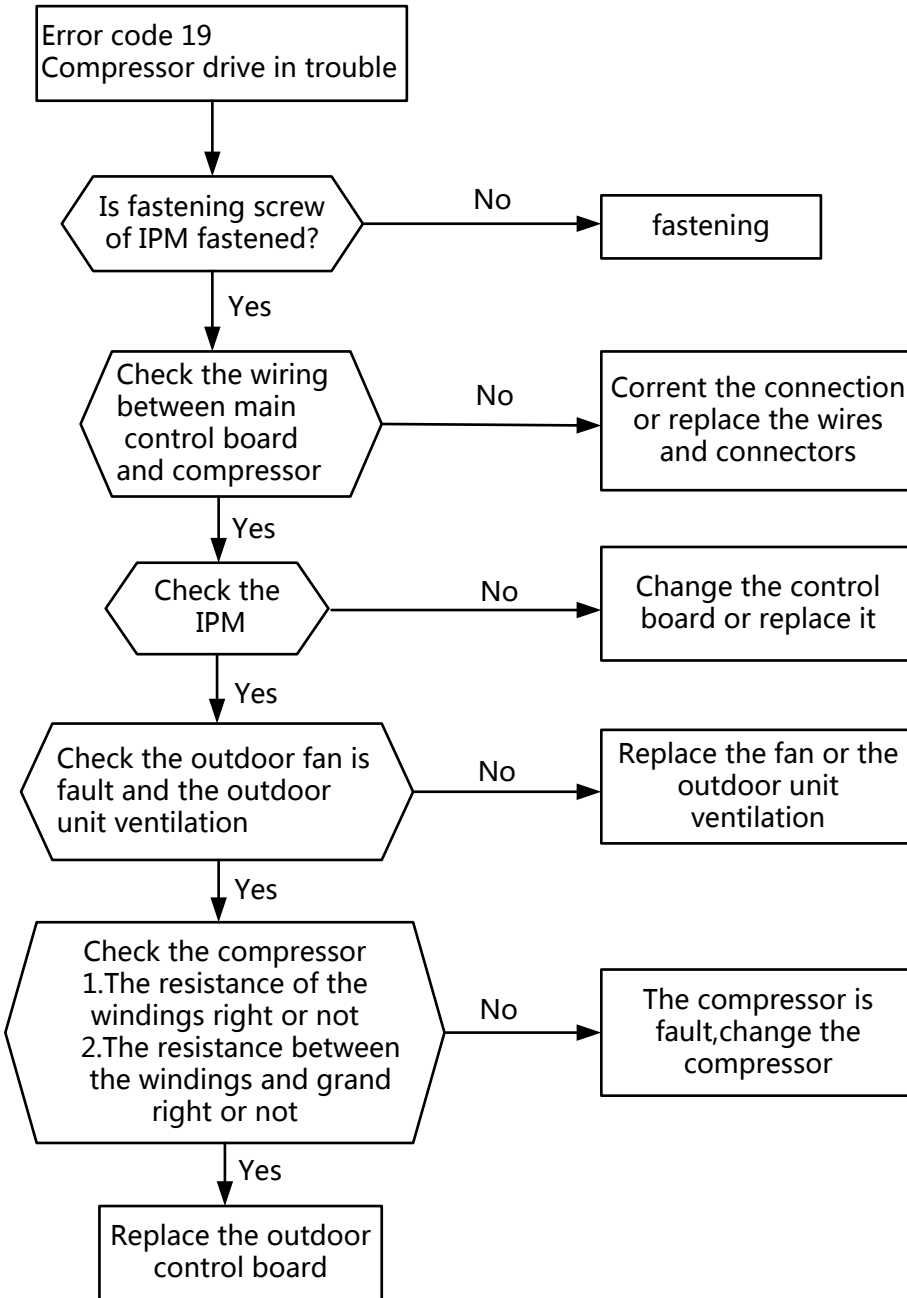 Error code 19
Compressor drive in trouble
Is fastening screw
of IPM fastened?
No
fastening
Yes
Check the wiring
between main
control board
and compressor
No
Corrent the connection
or replace the wires
and connectors
Yes
Check the
IPM
No
Change the control
board or replace it
Yes
Check the outdoor fan is
fault and the outdoor
unit ventilation
No
Replace the fan or the
outdoor unit
ventilation
Yes
Check the compressor
1.The resistance of the
windings right or not
2.The resistance between
the windings and grand
right or not
No
The compressor is
fault,change the
compressor
Yes
Replace the outdoor
control board